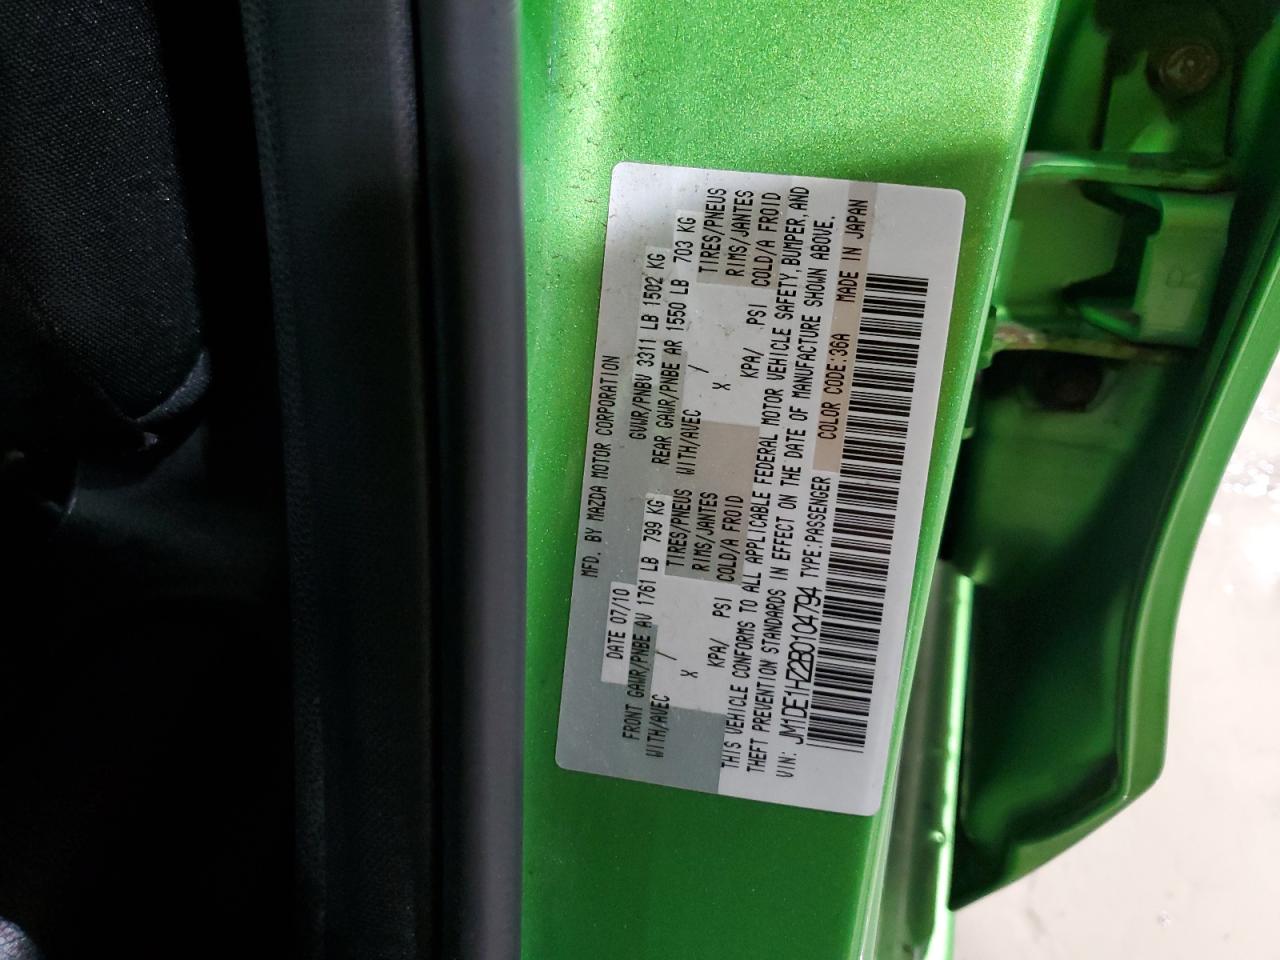 MFD. BY MAZDA MOTOR CORPORATION
DATE 07/10 GVWR/PNBV 3311 LB 1502 KG
FRONT GAWR/PNBE AV 1761 LB 799 KG REAR GAWR/PNBE AR 1550 LB 703 KG
WITH/AVEC / TIRES/PNEUS WITH/AVEC / TIRES/PNEUS
X RIMS/JANTES X RIMS/JANTES
KPA/ PSI COLD/A FROID KPA/ PSI COLD/A FROID
THIS VEHICLE CONFORMS TO ALL APPLICABLE FEDERAL MOTOR VEHICLE SAFETY, BUMPER, AND
THEFT PREVENTION STANDARDS IN EFFECT ON THE DATE OF MANUFACTURE SHOWN ABOVE.
VIN: JM1DE1HZ2B0104794 TYPE:PASSENGER COLOR CODE:36A MADE IN JAPAN
R